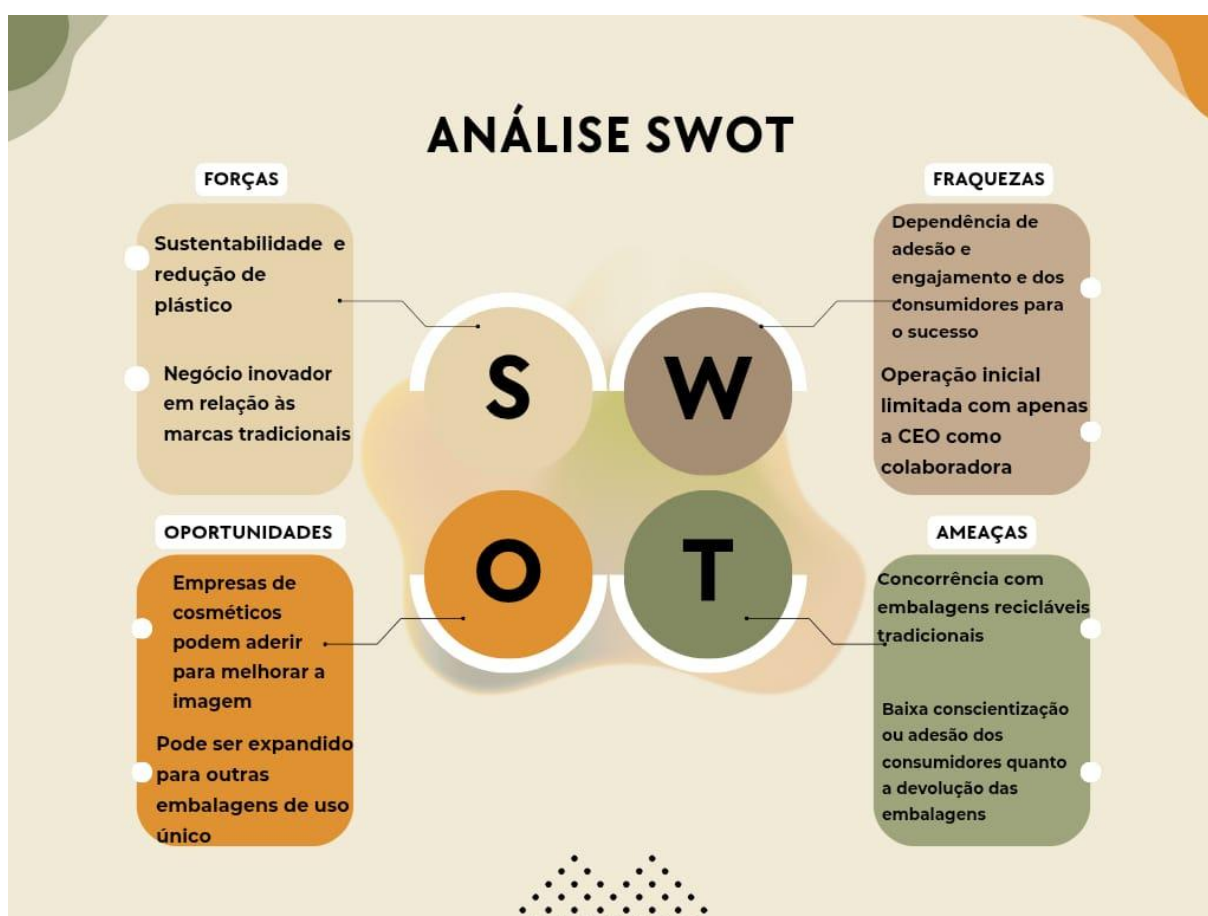 ANÁLISE SWOT
FORÇAS
Sustentabilidade e
redução de
plástico
Negócio inovador
em relação às
marcas tradicionais
FRAQUEZAS
Dependência de
adesão e
engajamento e dos
consumidores para
o sucesso
Operação inicial
limitada com apenas
a CEO como
colaboradora
S
W
O
T
OPORTUNIDADES
Empresas de
cosméticos
podem aderir
para melhorar a
imagem
Pode ser expandido
para outras
embalagens de uso
único
AMEAÇAS
Concorrência com
embalagens recicláveis
tradicionais
Baixa conscientização
ou adesão dos
consumidores quanto
a devolução das
embalagens